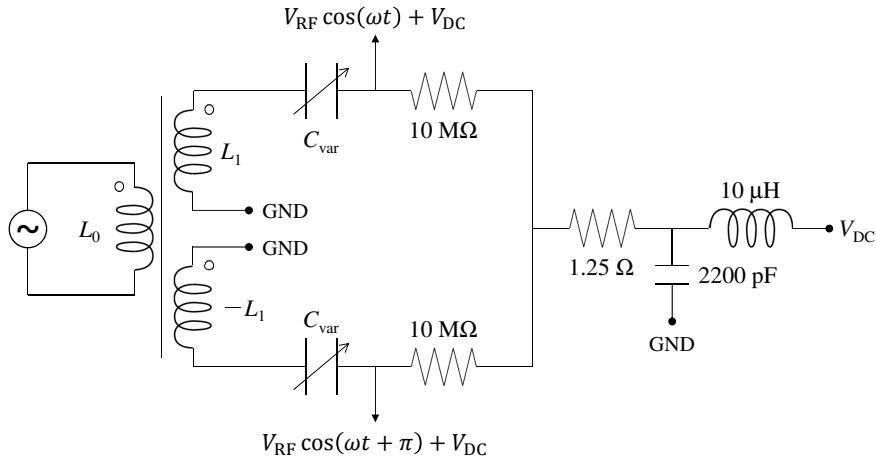 V_RF cos(ωt) + V_DC
10 MΩ
C_var
L_1
GND
L_0
GND
−L_1
10 μH
V_DC
1.25 Ω
2200 pF
GND
C_var
10 MΩ
V_RF cos(ωt + π) + V_DC